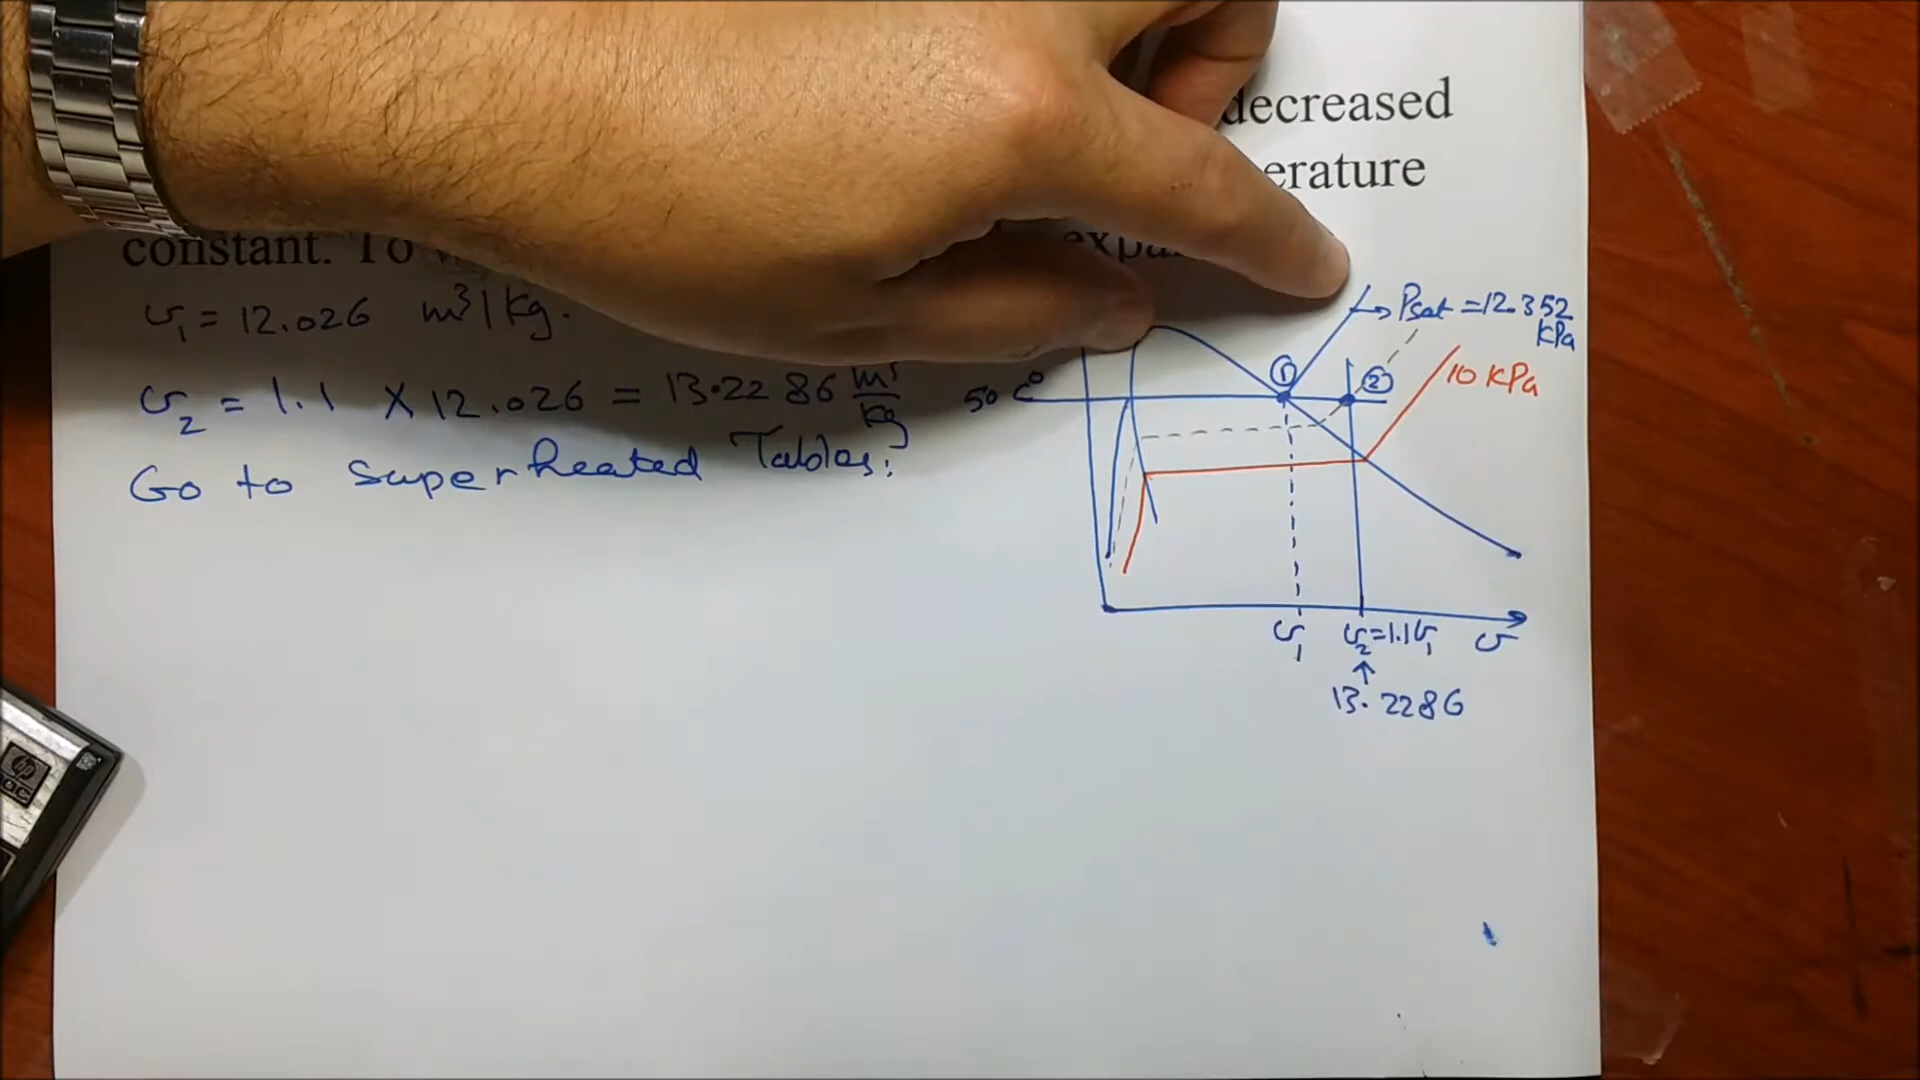 decreased
erature
constant. To
υ₁ = 12.026 m³/kg.
υ₂ = 1.1 × 12.026 = 13.2286 m³/kg
Go to superheated Tables:
→ Psat = 12.352 kPa
① ②
10 KPa
50 C°
υ₁ υ₂=1.1υ₁ υ
↑
13.2286
hp